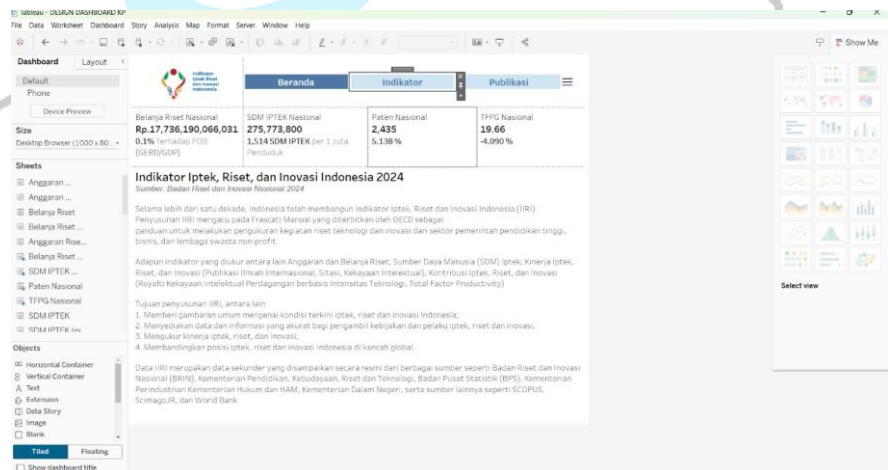 Tableau - DESIGN DASHBOARD KP
File Data Worksheet Dashboard Story Analysis Map Format Server Window Help
Show Me
Dashboard Layout
Default
Phone
Device Preview
Size
Desktop Browser (1000 x 80...
Sheets
Anggaran ...
Anggaran ...
Belanja Riset
Belanja Riset ...
Anggaran Rise...
Belanja Riset ...
SDM IPTEK ...
Paten Nasional
TFPG Nasional
SDM IPTEK
Objects
Horizontal Container
Vertical Container
Text
Extension
Data Story
Image
Blank
Tiled Floating
Show dashboard title
Indikator
Iptek Riset
dan Inovasi
Indonesia
Beranda Indikator Publikasi
Belanja Riset Nasional
Rp.17,736,190,066,031
0.1% Terhadap PDB
(GERD/GDP)
SDM IPTEK Nasional
275,773,800
1,514 SDM IPTEK per 1 Juta
Penduduk
Paten Nasional
2,435
5.138 %
TFPG Nasional
19.66
-4.090 %
Indikator Iptek, Riset, dan Inovasi Indonesia 2024
Sumber: Badan Riset dan Inovasi Nasional 2024
Selama lebih dari satu dekade, Indonesia telah membangun indikator Iptek, Riset dan Inovasi Indonesia (IIRI).
Penyusunan IIRI mengacu pada Frascati Manual yang diterbitkan oleh OECD sebagai
panduan untuk melakukan pengukuran kegiatan riset teknologi dan inovasi dari sektor pemerintah pendidikan tinggi,
bisnis, dan lembaga swasta non-profit.
Adapun indikator yang diukur antara lain Anggaran dan Belanja Riset, Sumber Daya Manusia (SDM) Iptek; Kinerja Iptek,
Riset, dan Inovasi (Publikasi Ilmiah Internasional, Sitasi, Kekayaan Intelektual), Kontribusi Iptek, Riset, dan Inovasi
(Royalti Kekayaan Intelektual Perdagangan berbasis Intensitas Teknologi, Total Factor Productivity)
Tujuan penyusunan IIRI, antara lain:
1. Memberi gambaran umum mengenai kondisi terkini iptek, riset dan inovasi Indonesia;
2. Menyediakan data dan informasi yang akurat bagi pengambil kebijakan dan pelaku iptek, riset dan inovasi;
3. Mengukur kinerja iptek, riset, dan inovasi;
4. Membandingkan posisi iptek, riset dan inovasi indonesia di kancah global.
Data IIRI merupakan data sekunder yang disampaikan secara resmi dari berbagai sumber seperti Badan Riset dan Inovasi
Nasional (BRIN), Kementerian Pendidikan, Kebudayaan, Riset dan Teknologi, Badan Pusat Statistik (BPS), Kementerian
Perindustrian Kementerian Hukum dan HAM, Kementerian Dalam Negeri, serta sumber lainnya seperti SCOPUS,
ScimagoJR, dan World Bank
Select view